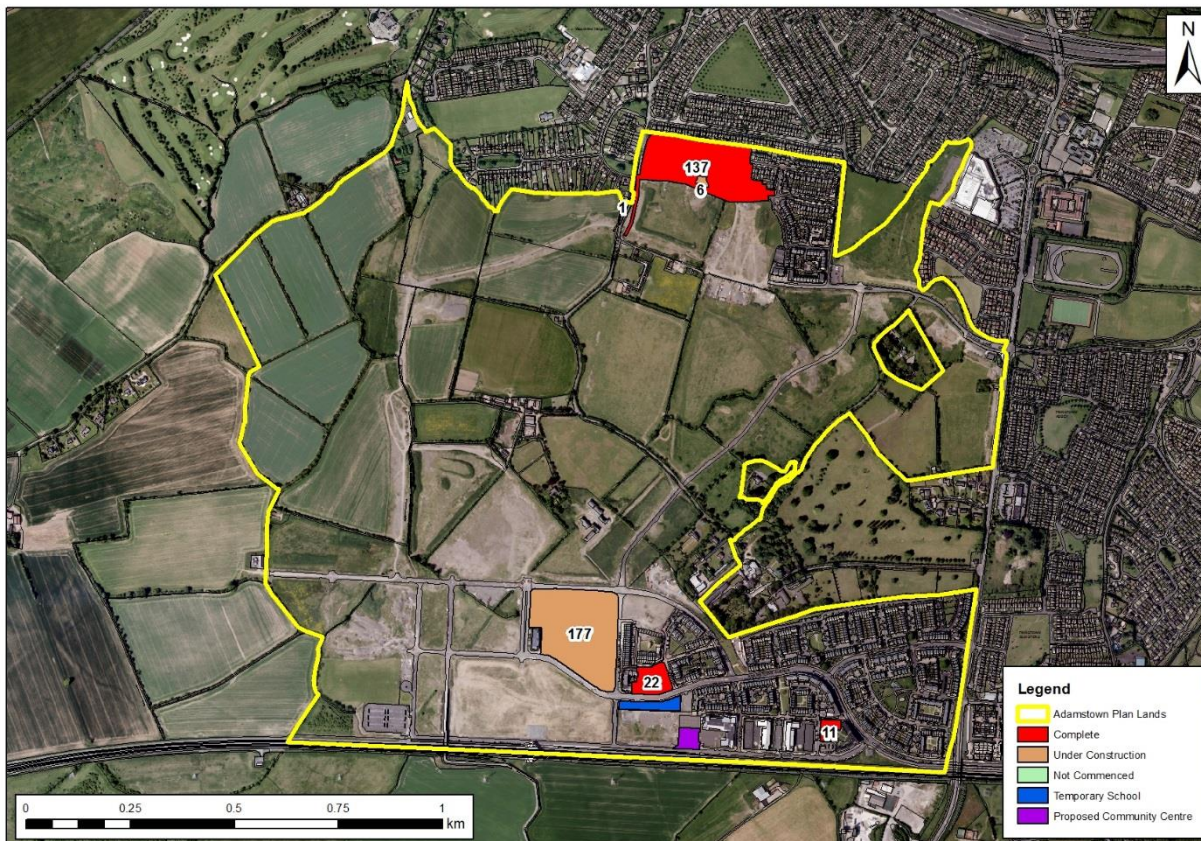 N
137
6
1
177
22
11
Legend
Adamstown Plan Lands
Complete
Under Construction
Not Commenced
Temporary School
Proposed Community Centre
0 0.25 0.5 0.75 1
km